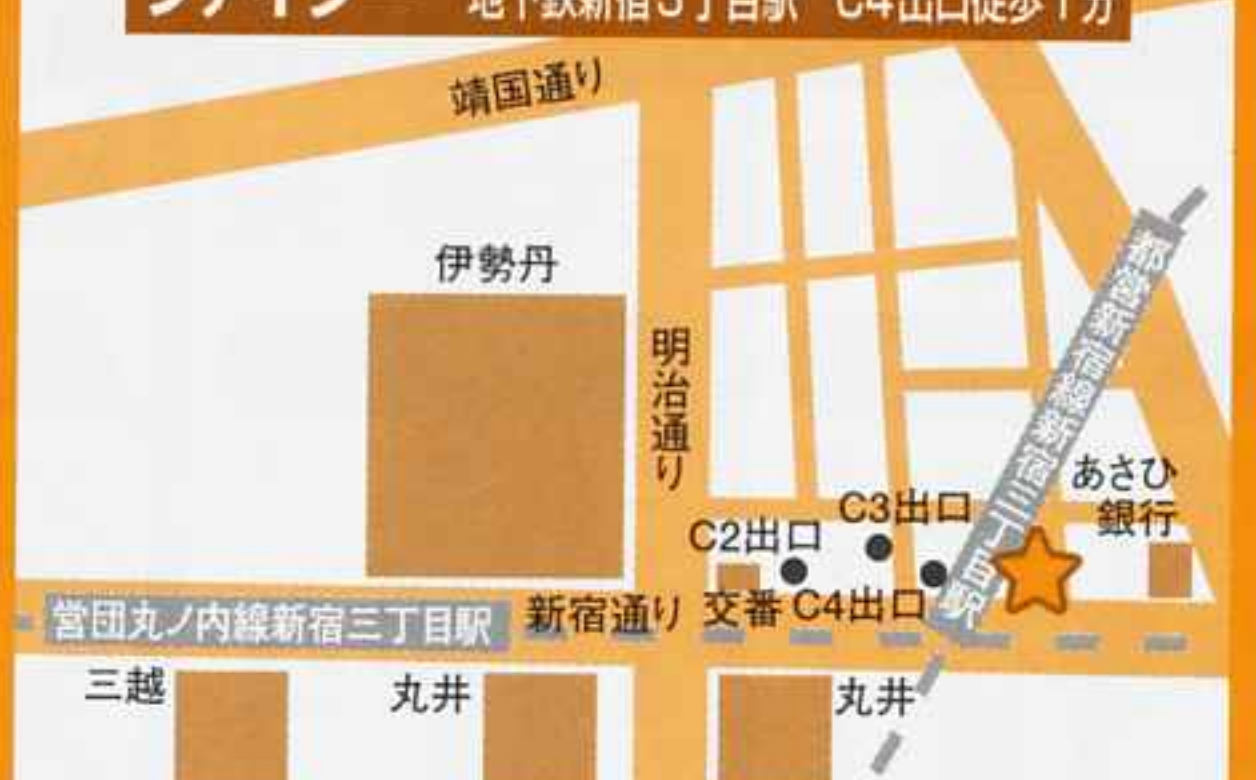 地下鉄新宿3丁目駅 C4出口徒歩1分
靖国通り
伊勢丹
明治通り
都営新宿線新宿三丁目駅
あさひ
銀行
C3出口
C2出口
交番
C4出口
新宿通り
営団丸ノ内線新宿三丁目駅
三越
丸井
丸井